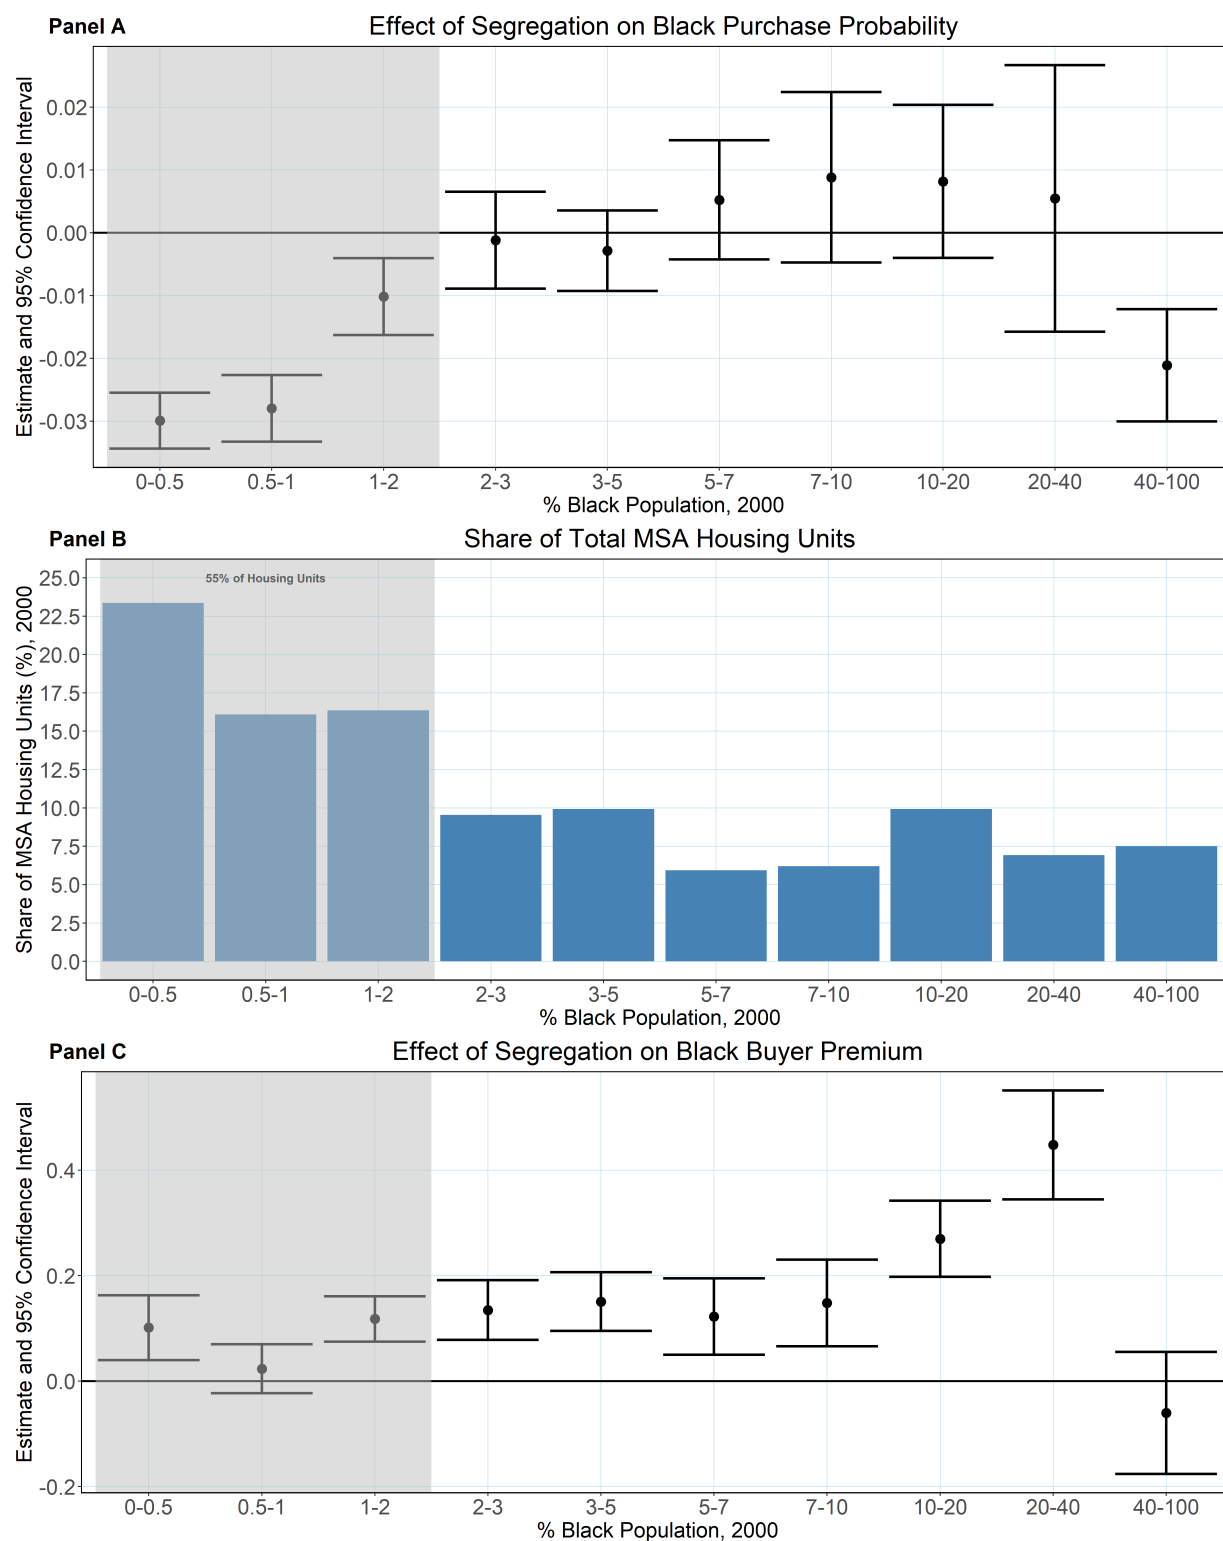 Panel A
Effect of Segregation on Black Purchase Probability
Estimate and 95% Confidence Interval
0.02
0.01
0.00
-0.01
-0.02
-0.03
0-0.5 0.5-1 1-2 2-3 3-5 5-7 7-10 10-20 20-40 40-100
% Black Population, 2000
Panel B
Share of Total MSA Housing Units
Share of MSA Housing Units (%), 2000
55% of Housing Units
25.0
22.5
20.0
17.5
15.0
12.5
10.0
7.5
5.0
2.5
0.0
0-0.5 0.5-1 1-2 2-3 3-5 5-7 7-10 10-20 20-40 40-100
% Black Population, 2000
Panel C
Effect of Segregation on Black Buyer Premium
Estimate and 95% Confidence Interval
0.4
0.2
0.0
-0.2
0-0.5 0.5-1 1-2 2-3 3-5 5-7 7-10 10-20 20-40 40-100
% Black Population, 2000